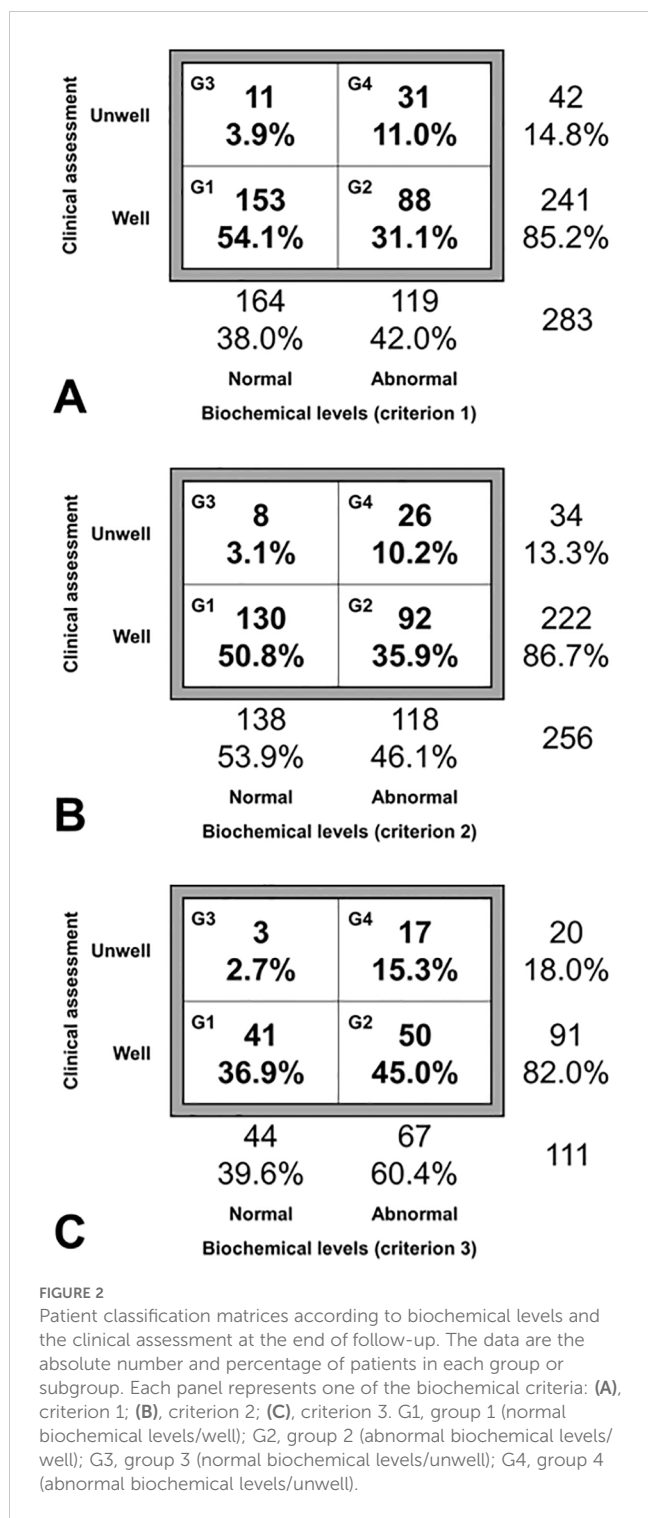 Clinical assessment
Unwell
G3
11
3.9%
G4
31
11.0%
42
14.8%
Well
G1
153
54.1%
G2
88
31.1%
241
85.2%
164
38.0%
119
42.0%
283
Normal
Abnormal
A
Biochemical levels (criterion 1)
Clinical assessment
Unwell
G3
8
3.1%
G4
26
10.2%
34
13.3%
Well
G1
130
50.8%
G2
92
35.9%
222
86.7%
138
53.9%
118
46.1%
256
Normal
Abnormal
B
Biochemical levels (criterion 2)
Clinical assessment
Unwell
G3
3
2.7%
G4
17
15.3%
20
18.0%
Well
G1
41
36.9%
G2
50
45.0%
91
82.0%
44
39.6%
67
60.4%
111
Normal
Abnormal
C
Biochemical levels (criterion 3)
FIGURE 2
Patient classification matrices according to biochemical levels and
the clinical assessment at the end of follow-up. The data are the
absolute number and percentage of patients in each group or
subgroup. Each panel represents one of the biochemical criteria: (A),
criterion 1; (B), criterion 2; (C), criterion 3. G1, group 1 (normal
biochemical levels/well); G2, group 2 (abnormal biochemical levels/
well); G3, group 3 (normal biochemical levels/unwell); G4, group 4
(abnormal biochemical levels/unwell).